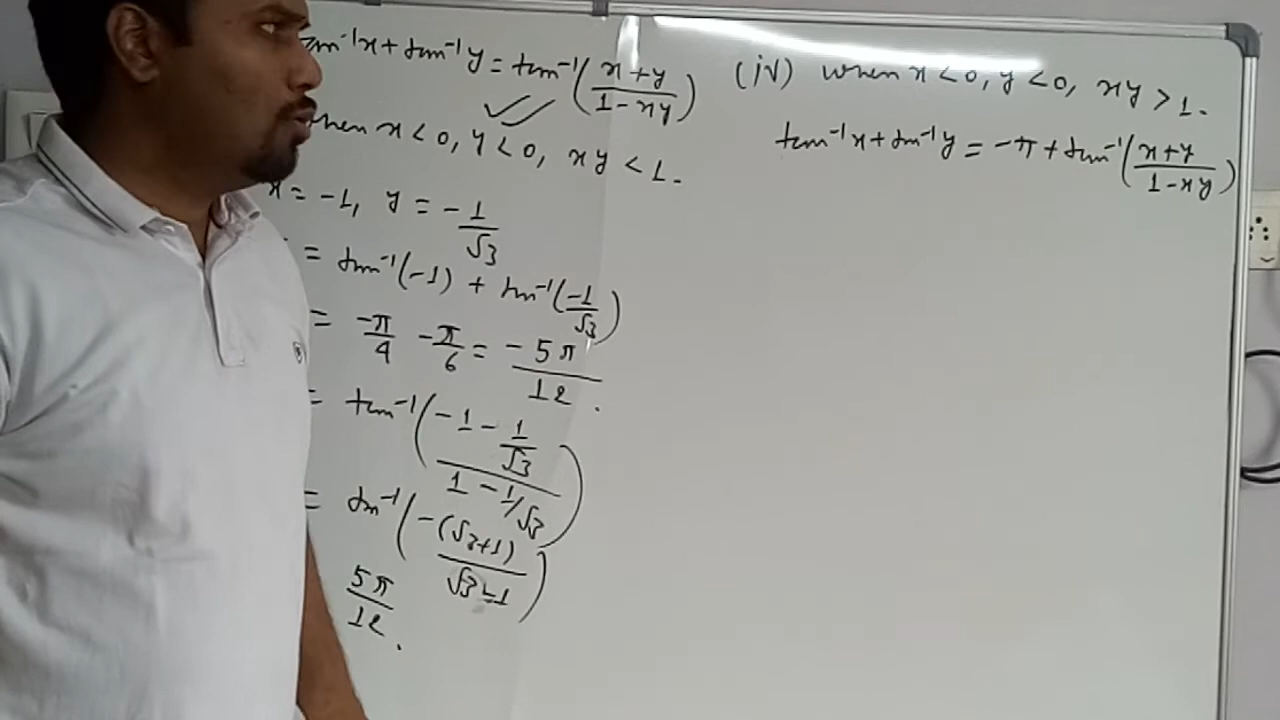 tan⁻¹x + tan⁻¹y = tan⁻¹((x+y)/(1-xy))
when x < 0, y < 0, xy < 1.
x = -1, y = -1/√3
= tan⁻¹(-1) + tan⁻¹(-1/√3)
= -π/4 -π/6 = -5π/12.
= tan⁻¹((-1 - 1/√3)/(1 - 1/√3))
= tan⁻¹(-(√3+1)/(√3-1))
5π/12.
(iv) when x < 0, y < 0, xy > 1.
tan⁻¹x + tan⁻¹y = -π + tan⁻¹((x+y)/(1-xy))